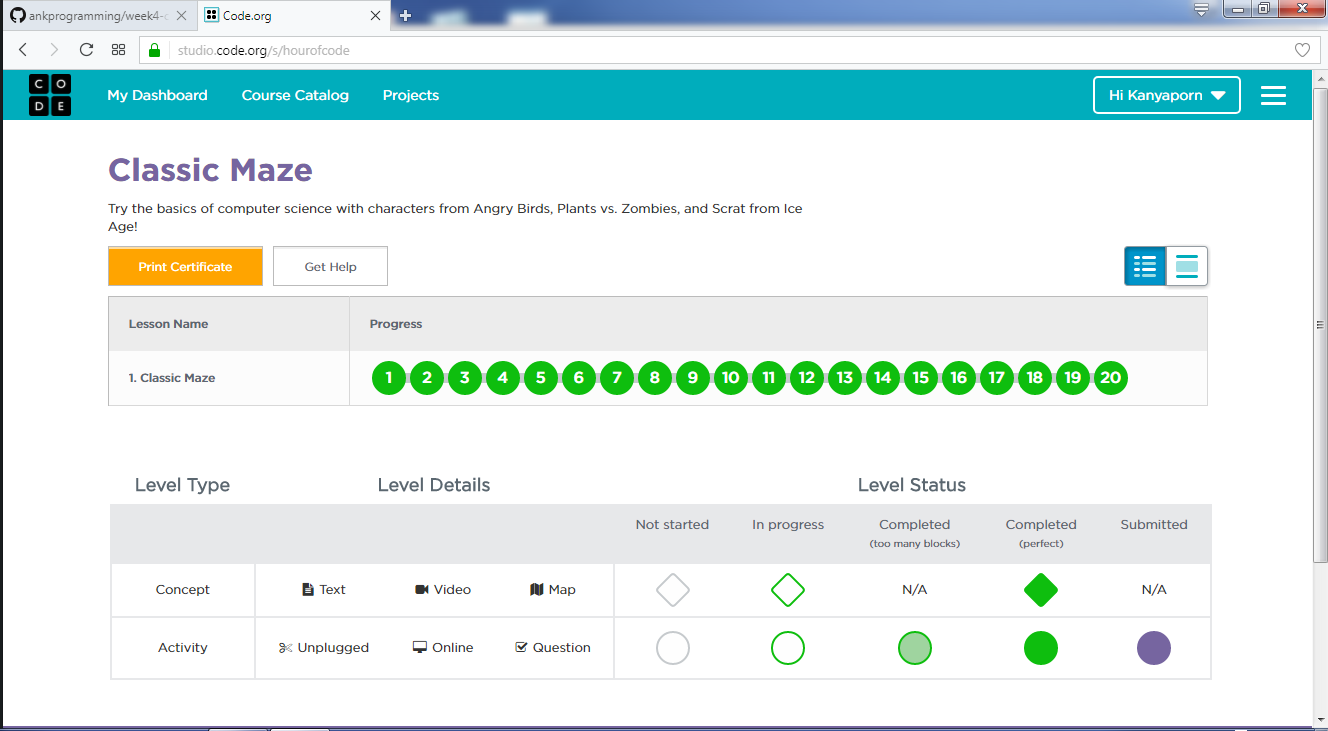 ankprogramming/week4-
Code.org
studio.code.org/s/hourofcode
C O
D E
My Dashboard
Course Catalog
Projects
Hi Kanyaporn
Classic Maze
Try the basics of computer science with characters from Angry Birds, Plants vs. Zombies, and Scrat from Ice
Age!
Print Certificate
Get Help
Lesson Name
Progress
1. Classic Maze
1 2 3 4 5 6 7 8 9 10 11 12 13 14 15 16 17 18 19 20
Level Type
Level Details
Level Status
Not started
In progress
Completed
(too many blocks)
Completed
(perfect)
Submitted
Concept
Text
Video
Map
N/A
N/A
Activity
Unplugged
Online
Question